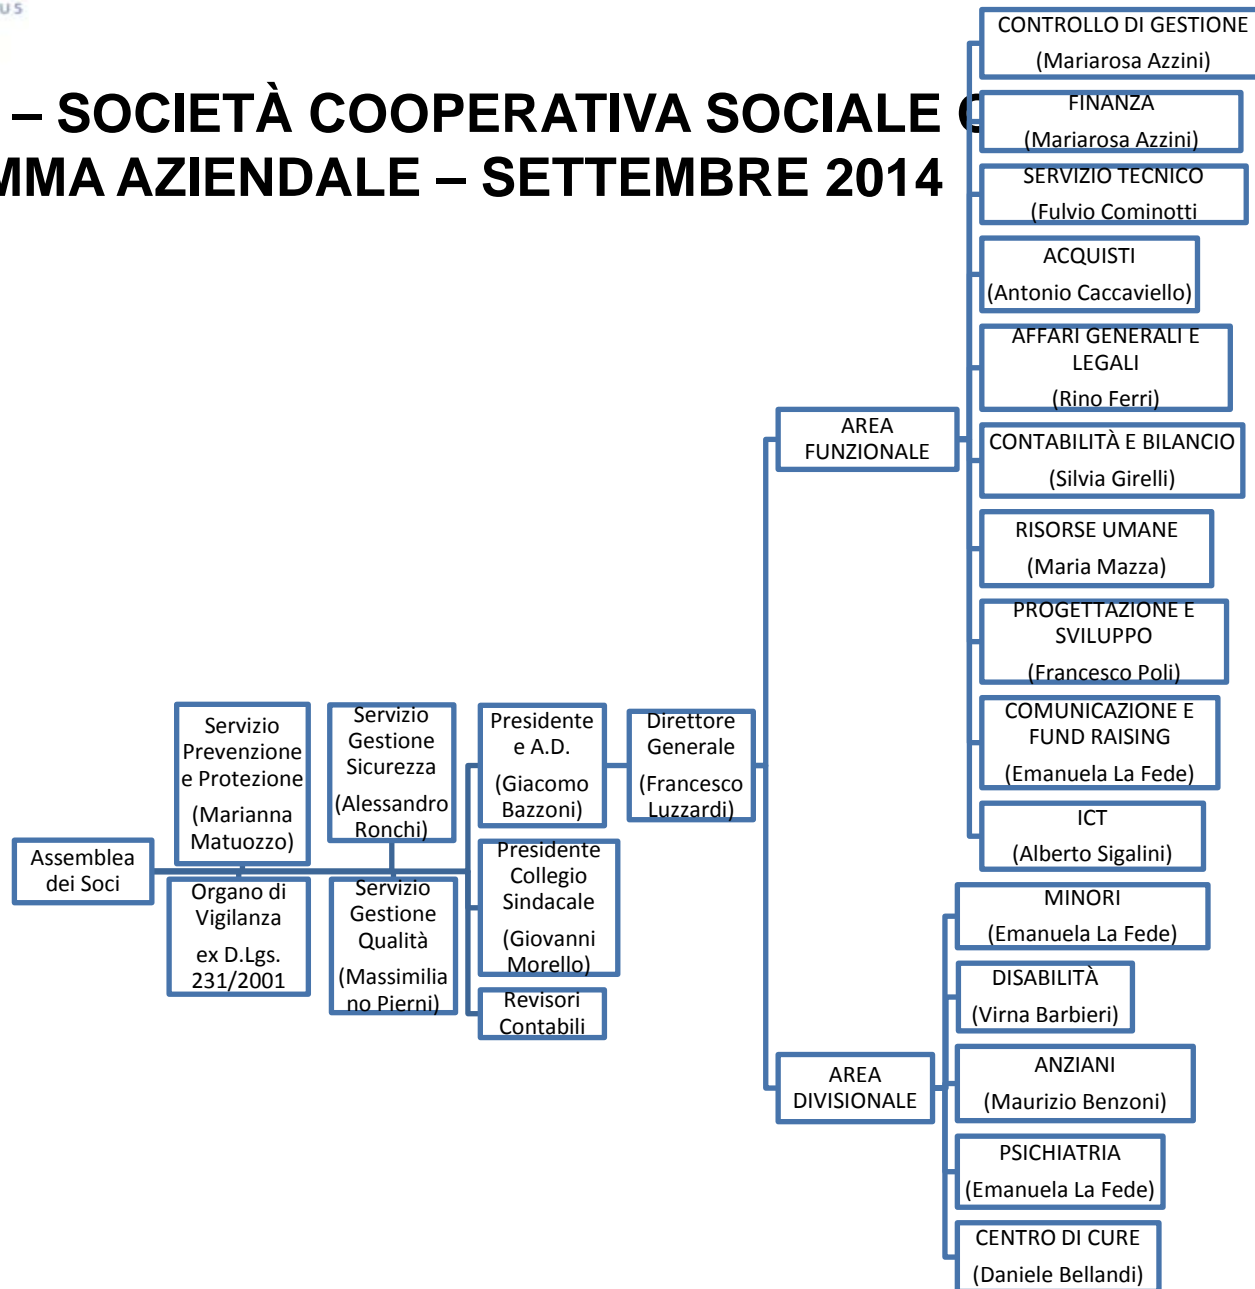 US
– SOCIETÀ COOPERATIVA SOCIALE
MMA AZIENDALE – SETTEMBRE 2014
CONTROLLO DI GESTIONE
(Mariarosa Azzini)
FINANZA
(Mariarosa Azzini)
SERVIZIO TECNICO
(Fulvio Cominotti
ACQUISTI
(Antonio Caccaviello)
AFFARI GENERALI E
LEGALI
(Rino Ferri)
AREA
FUNZIONALE
CONTABILITÀ E BILANCIO
(Silvia Girelli)
RISORSE UMANE
(Maria Mazza)
PROGETTAZIONE E
SVILUPPO
(Francesco Poli)
COMUNICAZIONE E
FUND RAISING
(Emanuela La Fede)
ICT
(Alberto Sigalini)
Assemblea
dei Soci
Servizio
Prevenzione
e Protezione
(Marianna
Matuozzo)
Organo di
Vigilanza
ex D.Lgs.
231/2001
Servizio
Gestione
Sicurezza
(Alessandro
Ronchi)
Servizio
Gestione
Qualità
(Massimilia
no Pierni)
Presidente
e A.D.
(Giacomo
Bazzoni)
Presidente
Collegio
Sindacale
(Giovanni
Morello)
Revisori
Contabili
Direttore
Generale
(Francesco
Luzzardi)
AREA
DIVISIONALE
MINORI
(Emanuela La Fede)
DISABILITÀ
(Virna Barbieri)
ANZIANI
(Maurizio Benzoni)
PSICHIATRIA
(Emanuela La Fede)
CENTRO DI CURE
(Daniele Bellandi)